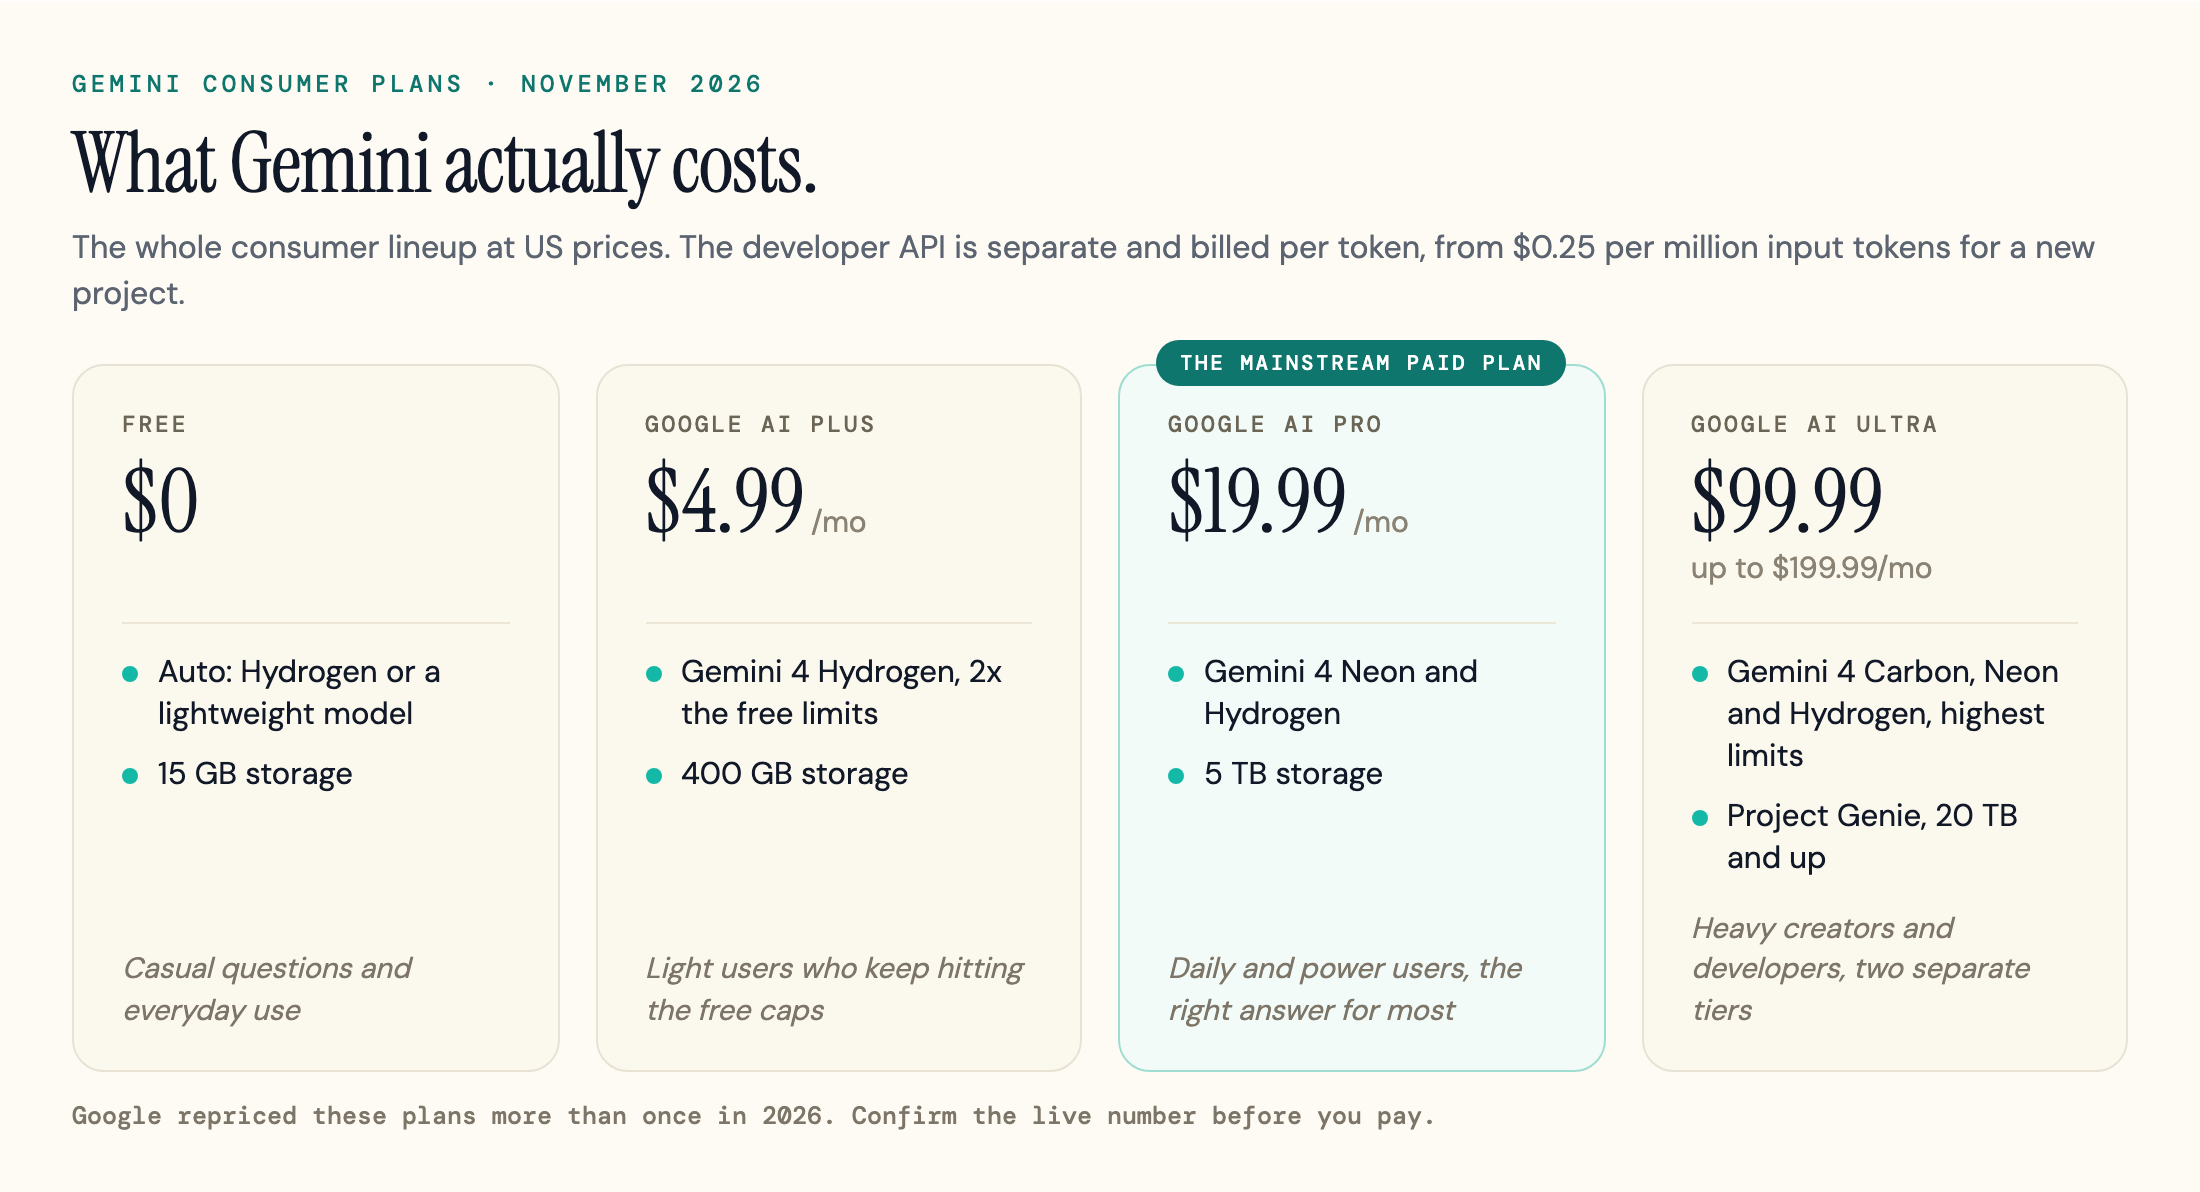 GEMINI CONSUMER PLANS · NOVEMBER 2026
What Gemini actually costs.
The whole consumer lineup at US prices. The developer API is separate and billed per token, from $0.25 per million input tokens for a new
project.
FREE
$0
Auto: Hydrogen or a
lightweight model
15 GB storage
Casual questions and
everyday use
GOOGLE AI PLUS
$4.99 /mo
Gemini 4 Hydrogen, 2x
the free limits
400 GB storage
Light users who keep hitting
the free caps
THE MAINSTREAM PAID PLAN
GOOGLE AI PRO
$19.99 /mo
Gemini 4 Neon and
Hydrogen
5 TB storage
Daily and power users, the
right answer for most
GOOGLE AI ULTRA
$99.99
up to $199.99/mo
Gemini 4 Carbon, Neon
and Hydrogen, highest
limits
Project Genie, 20 TB
and up
Heavy creators and
developers, two separate
tiers
Google repriced these plans more than once in 2026. Confirm the live number before you pay.